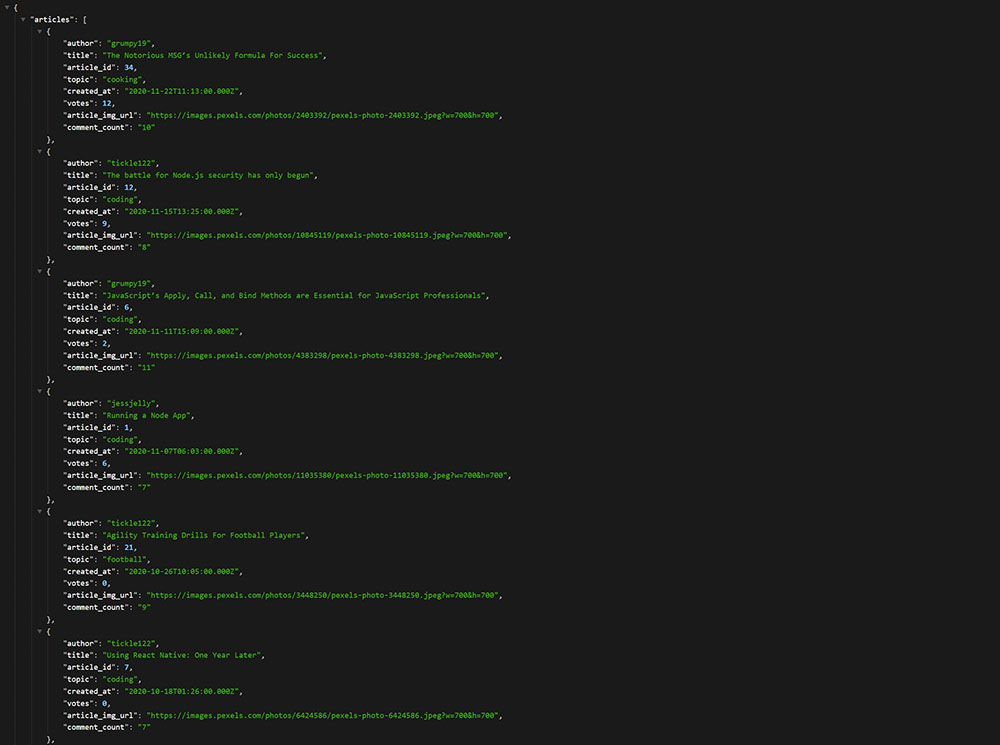 {
"articles": [
{
"author": "grumpy19",
"title": "The Notorious MSG’s Unlikely Formula For Success",
"article_id": 34,
"topic": "cooking",
"created_at": "2020-11-22T11:13:00.000Z",
"votes": 12,
"article_img_url": "https://images.pexels.com/photos/2403392/pexels-photo-2403392.jpeg?w=700&h=700",
"comment_count": "10"
},
{
"author": "tickle122",
"title": "The battle for Node.js security has only begun",
"article_id": 12,
"topic": "coding",
"created_at": "2020-11-15T13:25:00.000Z",
"votes": 9,
"article_img_url": "https://images.pexels.com/photos/10845119/pexels-photo-10845119.jpeg?w=700&h=700",
"comment_count": "8"
},
{
"author": "grumpy19",
"title": "JavaScript’s Apply, Call, and Bind Methods are Essential for JavaScript Professionals",
"article_id": 6,
"topic": "coding",
"created_at": "2020-11-11T15:09:00.000Z",
"votes": 2,
"article_img_url": "https://images.pexels.com/photos/4383298/pexels-photo-4383298.jpeg?w=700&h=700",
"comment_count": "11"
},
{
"author": "jessjelly",
"title": "Running a Node App",
"article_id": 1,
"topic": "coding",
"created_at": "2020-11-07T06:03:00.000Z",
"votes": 6,
"article_img_url": "https://images.pexels.com/photos/11035380/pexels-photo-11035380.jpeg?w=700&h=700",
"comment_count": "7"
},
{
"author": "tickle122",
"title": "Agility Training Drills For Football Players",
"article_id": 21,
"topic": "football",
"created_at": "2020-10-26T10:05:00.000Z",
"votes": 0,
"article_img_url": "https://images.pexels.com/photos/3448250/pexels-photo-3448250.jpeg?w=700&h=700",
"comment_count": "9"
},
{
"author": "tickle122",
"title": "Using React Native: One Year Later",
"article_id": 7,
"topic": "coding",
"created_at": "2020-10-18T01:26:00.000Z",
"votes": 0,
"article_img_url": "https://images.pexels.com/photos/6424586/pexels-photo-6424586.jpeg?w=700&h=700",
"comment_count": "7"
},